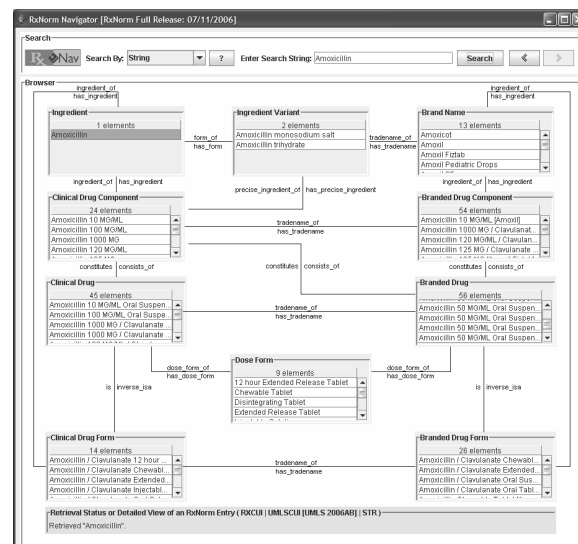 RxNorm Navigator [RxNorm Full Release: 07/11/2006]
Search
Rx Nav Search By: String ? Enter Search String: Amoxicillin Search
Browser
ingredient_of
has_ingredient
ingredient_of
has_ingredient
Ingredient
1 elements
Amoxicillin
form_of
has_form
Ingredient Variant
2 elements
Amoxicillin monosodium salt
Amoxicillin trihydrate
tradename_of
has_tradename
Brand Name
13 elements
Amoxicot
Amoxil
Amoxil Fiztab
Amoxil Pediatric Drops
ingredient_of has_ingredient
precise_ingredient_of has_precise_ingredient
ingredient_of has_ingredient
Clinical Drug Component
24 elements
Amoxicillin 10 MG/ML
Amoxicillin 100 MG/ML
Amoxicillin 1000 MG
Amoxicillin 120 MG/ML
tradename_of
has_tradename
Branded Drug Component
54 elements
Amoxicillin 10 MG/ML [Amoxil]
Amoxicillin 1000 MG / Clavulanat...
Amoxicillin 120 MG/ML / Clavulan...
Amoxicillin 125 MG / Clavulanate ...
constitutes consists_of
constitutes consists_of
constitutes consists_of
Clinical Drug
45 elements
Amoxicillin 10 MG/ML Oral Suspen...
Amoxicillin 100 MG/ML Oral Suspen...
Amoxicillin 1000 MG / Clavulanate ...
Amoxicillin 1000 MG / Clavulanate ...
tradename_of
has_tradename
Branded Drug
56 elements
Amoxicillin 50 MG/ML Oral Suspen...
Amoxicillin 50 MG/ML Oral Suspen...
Amoxicillin 50 MG/ML Oral Suspen...
Amoxicillin 50 MG/ML Oral Suspen...
dose_form_of
has_dose_form
Dose Form
9 elements
12 hour Extended Release Tablet
Chewable Tablet
Disintegrating Tablet
Extended Release Tablet
dose_form_of
has_dose_form
is inverse_isa
is inverse_isa
Clinical Drug Form
14 elements
Amoxicillin / Clavulanate 12 hour ...
Amoxicillin / Clavulanate Chewabl...
Amoxicillin / Clavulanate Extended...
Amoxicillin / Clavulanate Injectabl...
tradename_of
has_tradename
Branded Drug Form
26 elements
Amoxicillin / Clavulanate Chewabl...
Amoxicillin / Clavulanate Extended...
Amoxicillin / Clavulanate Oral Sus...
Amoxicillin / Clavulanate Oral Tabl...
Retrieval Status or Detailed View of an RxNorm Entry ( RXCUI | UMLSCUI [UMLS 2006AB] | STR )
Retrieved "Amoxicillin".